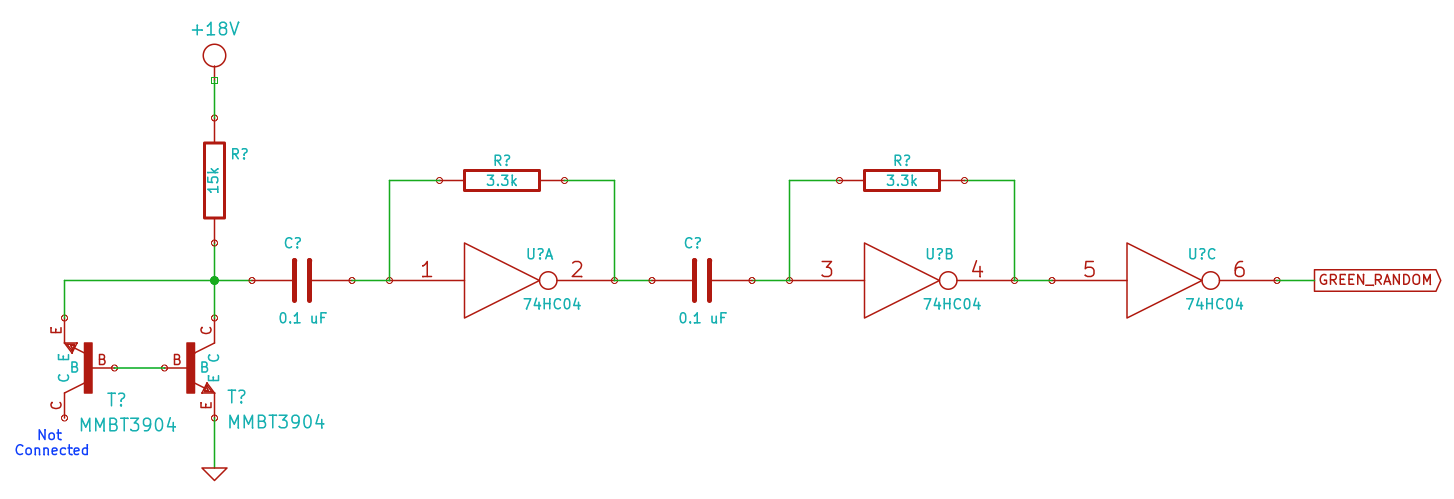 +18V
R?
15k
C?
0.1 uF
R?
3.3k
1
U?A
2
74HC04
C?
0.1 uF
R?
3.3k
3
U?B
4
74HC04
5
U?C
6
74HC04
GREEN_RANDOM
E
E
B
B
C
C
T?
MMBT3904
Not
Connected
C
C
B
B
E
E
T?
MMBT3904